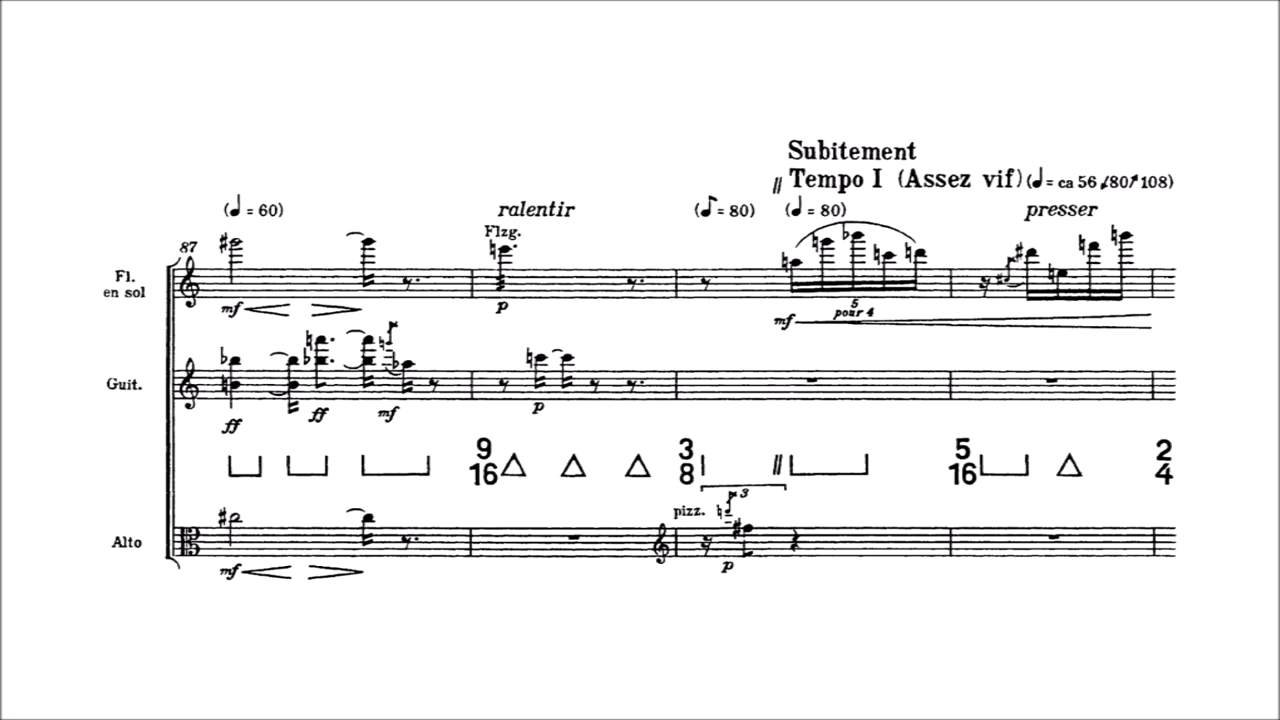 Subitement
Tempo I (Assez vif) (♩= ca 56 ↙80↗ 108)
(♩= 60)
ralentir
(♪= 80)
(♩= 80)
presser
87
Flzg.
Fl.
en sol
mf
p
5
pour 4
mf
Guit.
ff
ff
mf
p
9
16
3
8
5
16
2
4
3
pizz.
Alto
mf
p